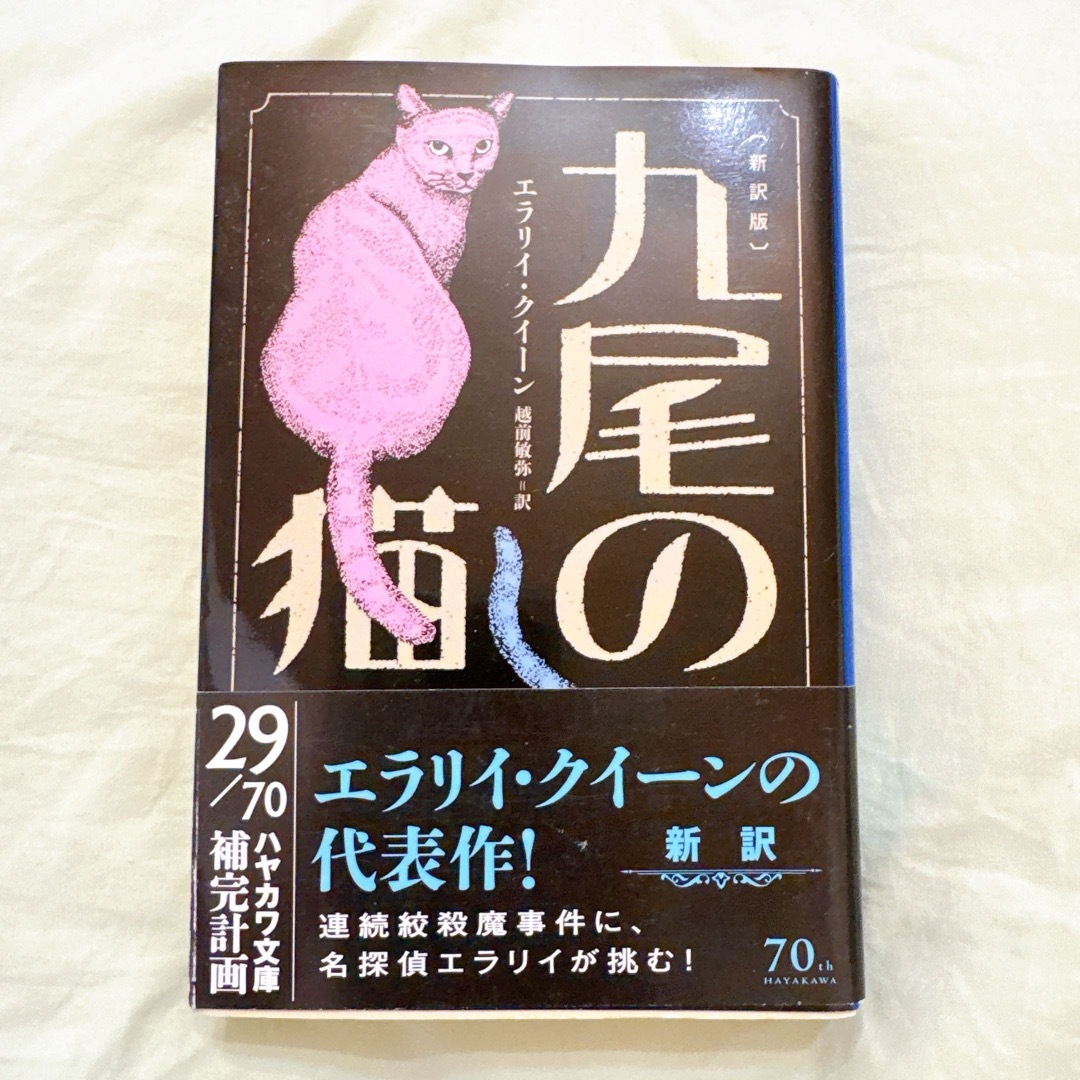 〔新訳版〕
九尾の
猫
エラリイ・クイーン
越前敏弥=訳
29/70
ハヤカワ文庫
補完計画
エラリイ・クイーンの
代表作!
新訳
連続絞殺魔事件に、
名探偵エラリイが挑む!
70th
HAYAKAWA